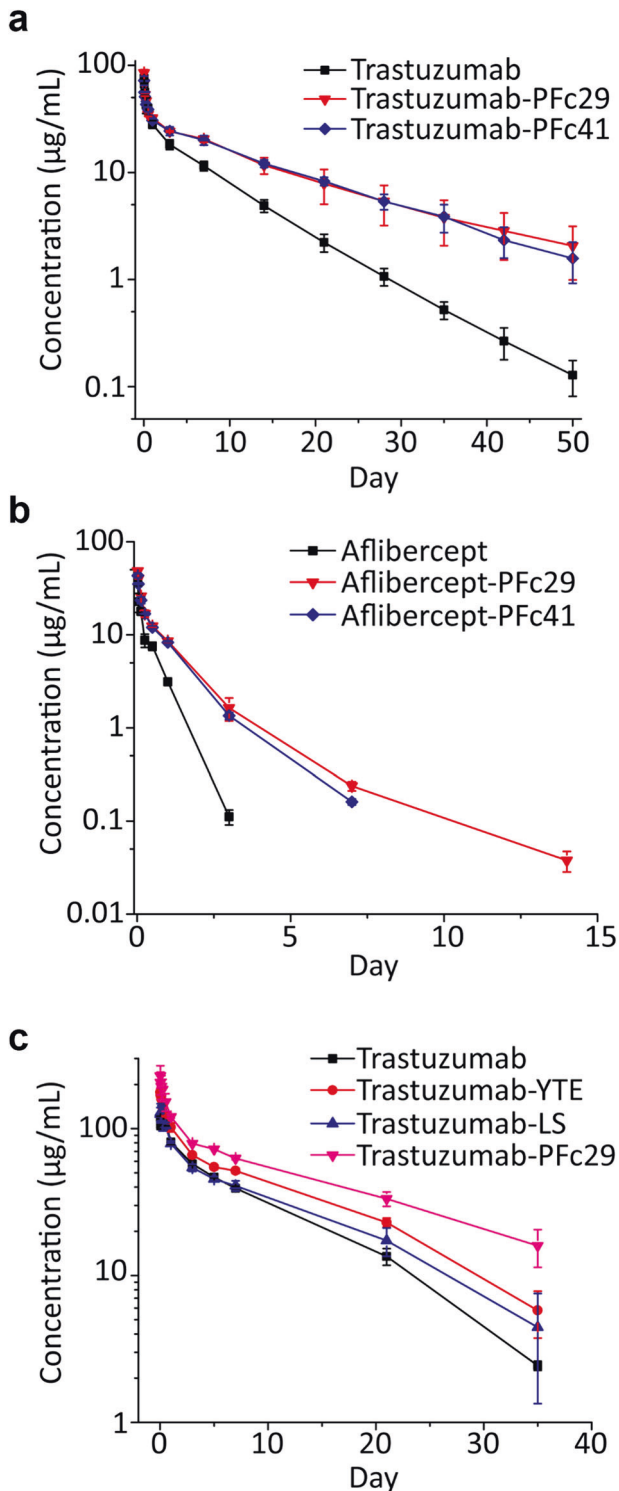 a
Concentration (µg/mL)
100
10
1
0.1
Trastuzumab
Trastuzumab-PFc29
Trastuzumab-PFc41
0 10 20 30 40 50
Day
b
Concentration (µg/mL)
100
10
1
0.1
0.01
Aflibercept
Aflibercept-PFc29
Aflibercept-PFc41
0 5 10 15
Day
c
Concentration (µg/mL)
100
10
1
Trastuzumab
Trastuzumab-YTE
Trastuzumab-LS
Trastuzumab-PFc29
0 10 20 30 40
Day